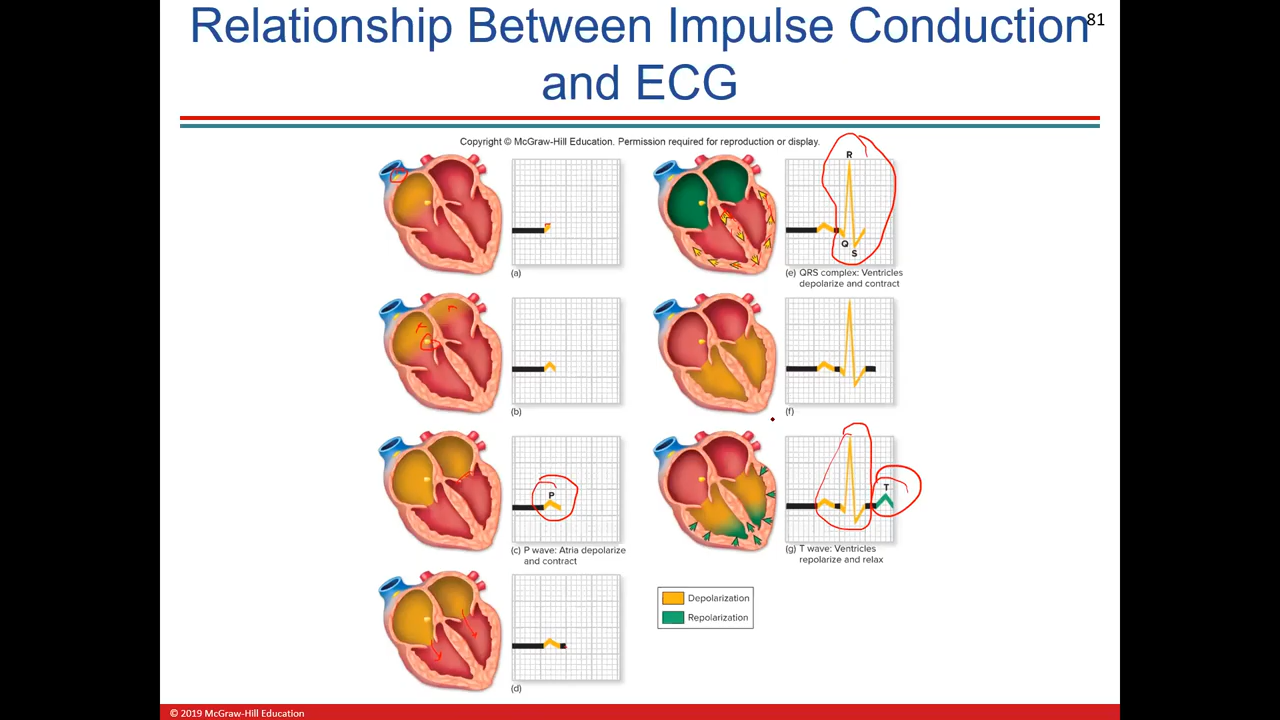 Relationship Between Impulse Conduction
and ECG
81
Copyright © McGraw-Hill Education. Permission required for reproduction or display.
(a)
(b)
P
(c) P wave: Atria depolarize
and contract
(d)
R
Q
S
(e) QRS complex: Ventricles
depolarize and contract
(f)
T
(g) T wave: Ventricles
repolarize and relax
Depolarization
Repolarization
© 2019 McGraw-Hill Education